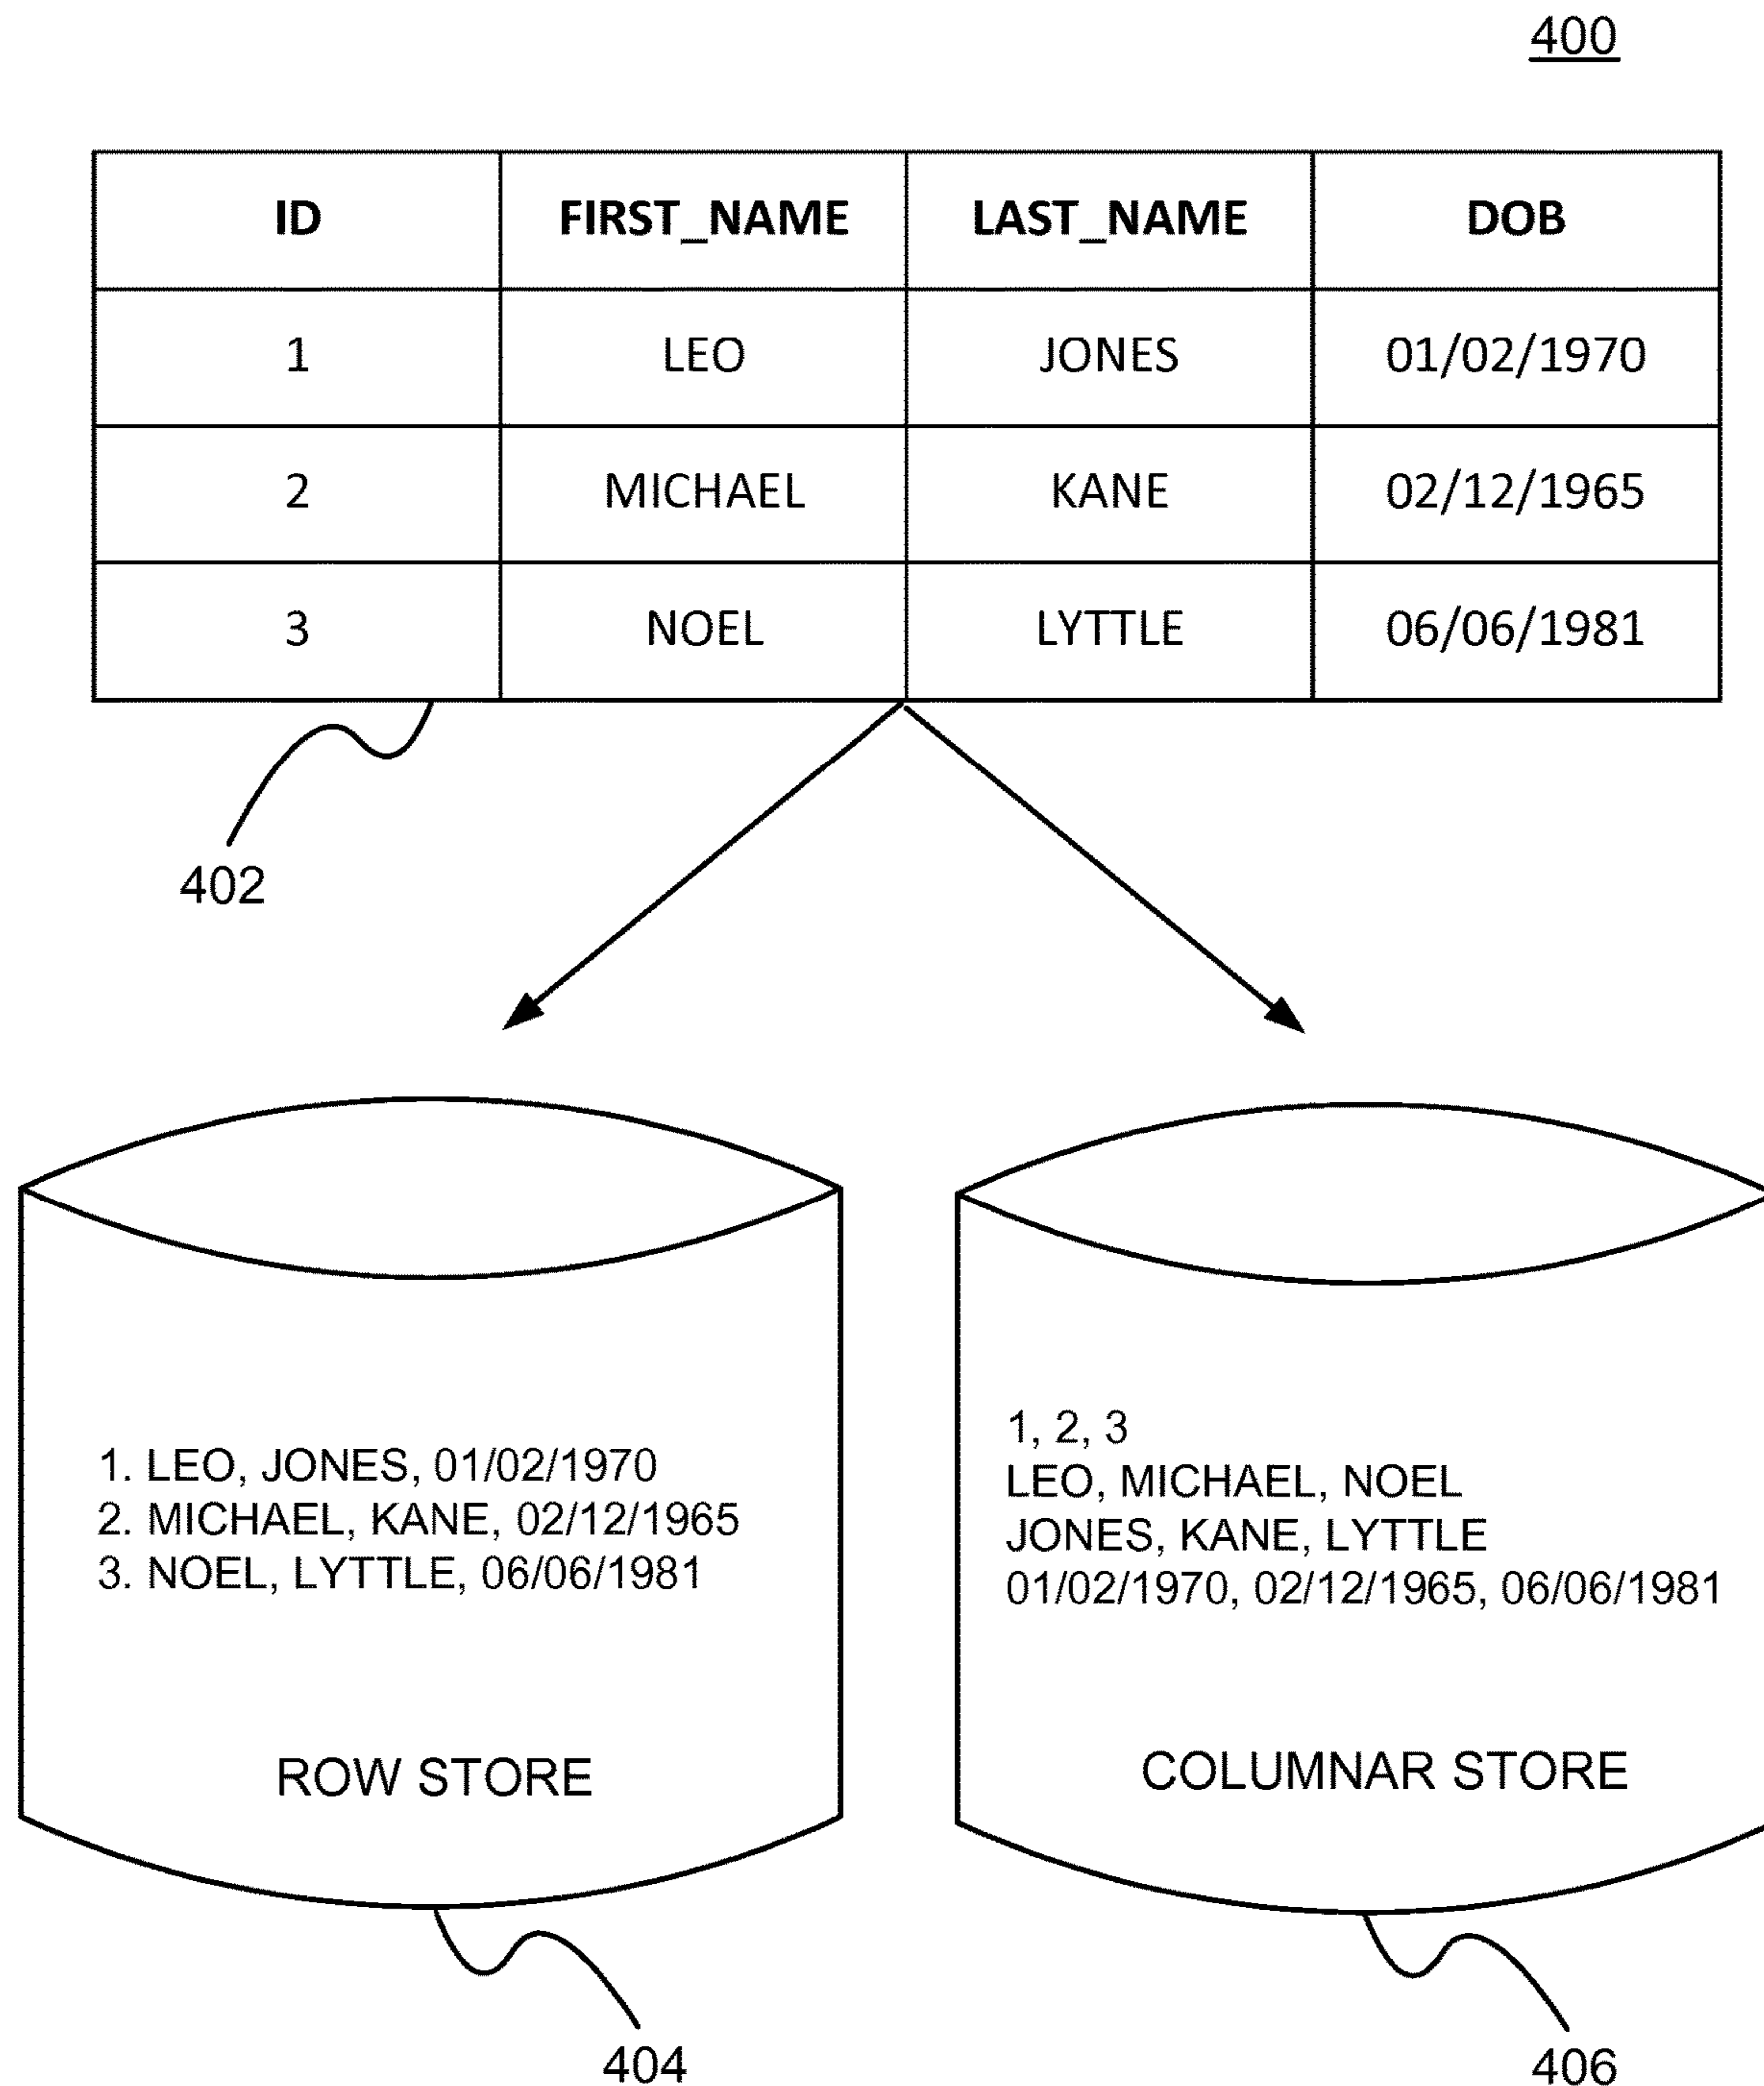 400
ID FIRST_NAME LAST_NAME DOB
1 LEO JONES 01/02/1970
2 MICHAEL KANE 02/12/1965
3 NOEL LYTTLE 06/06/1981
402
1. LEO, JONES, 01/02/1970
2. MICHAEL, KANE, 02/12/1965
3. NOEL, LYTTLE, 06/06/1981
ROW STORE
1, 2, 3
LEO, MICHAEL, NOEL
JONES, KANE, LYTTLE
01/02/1970, 02/12/1965, 06/06/1981
COLUMNAR STORE
404
406